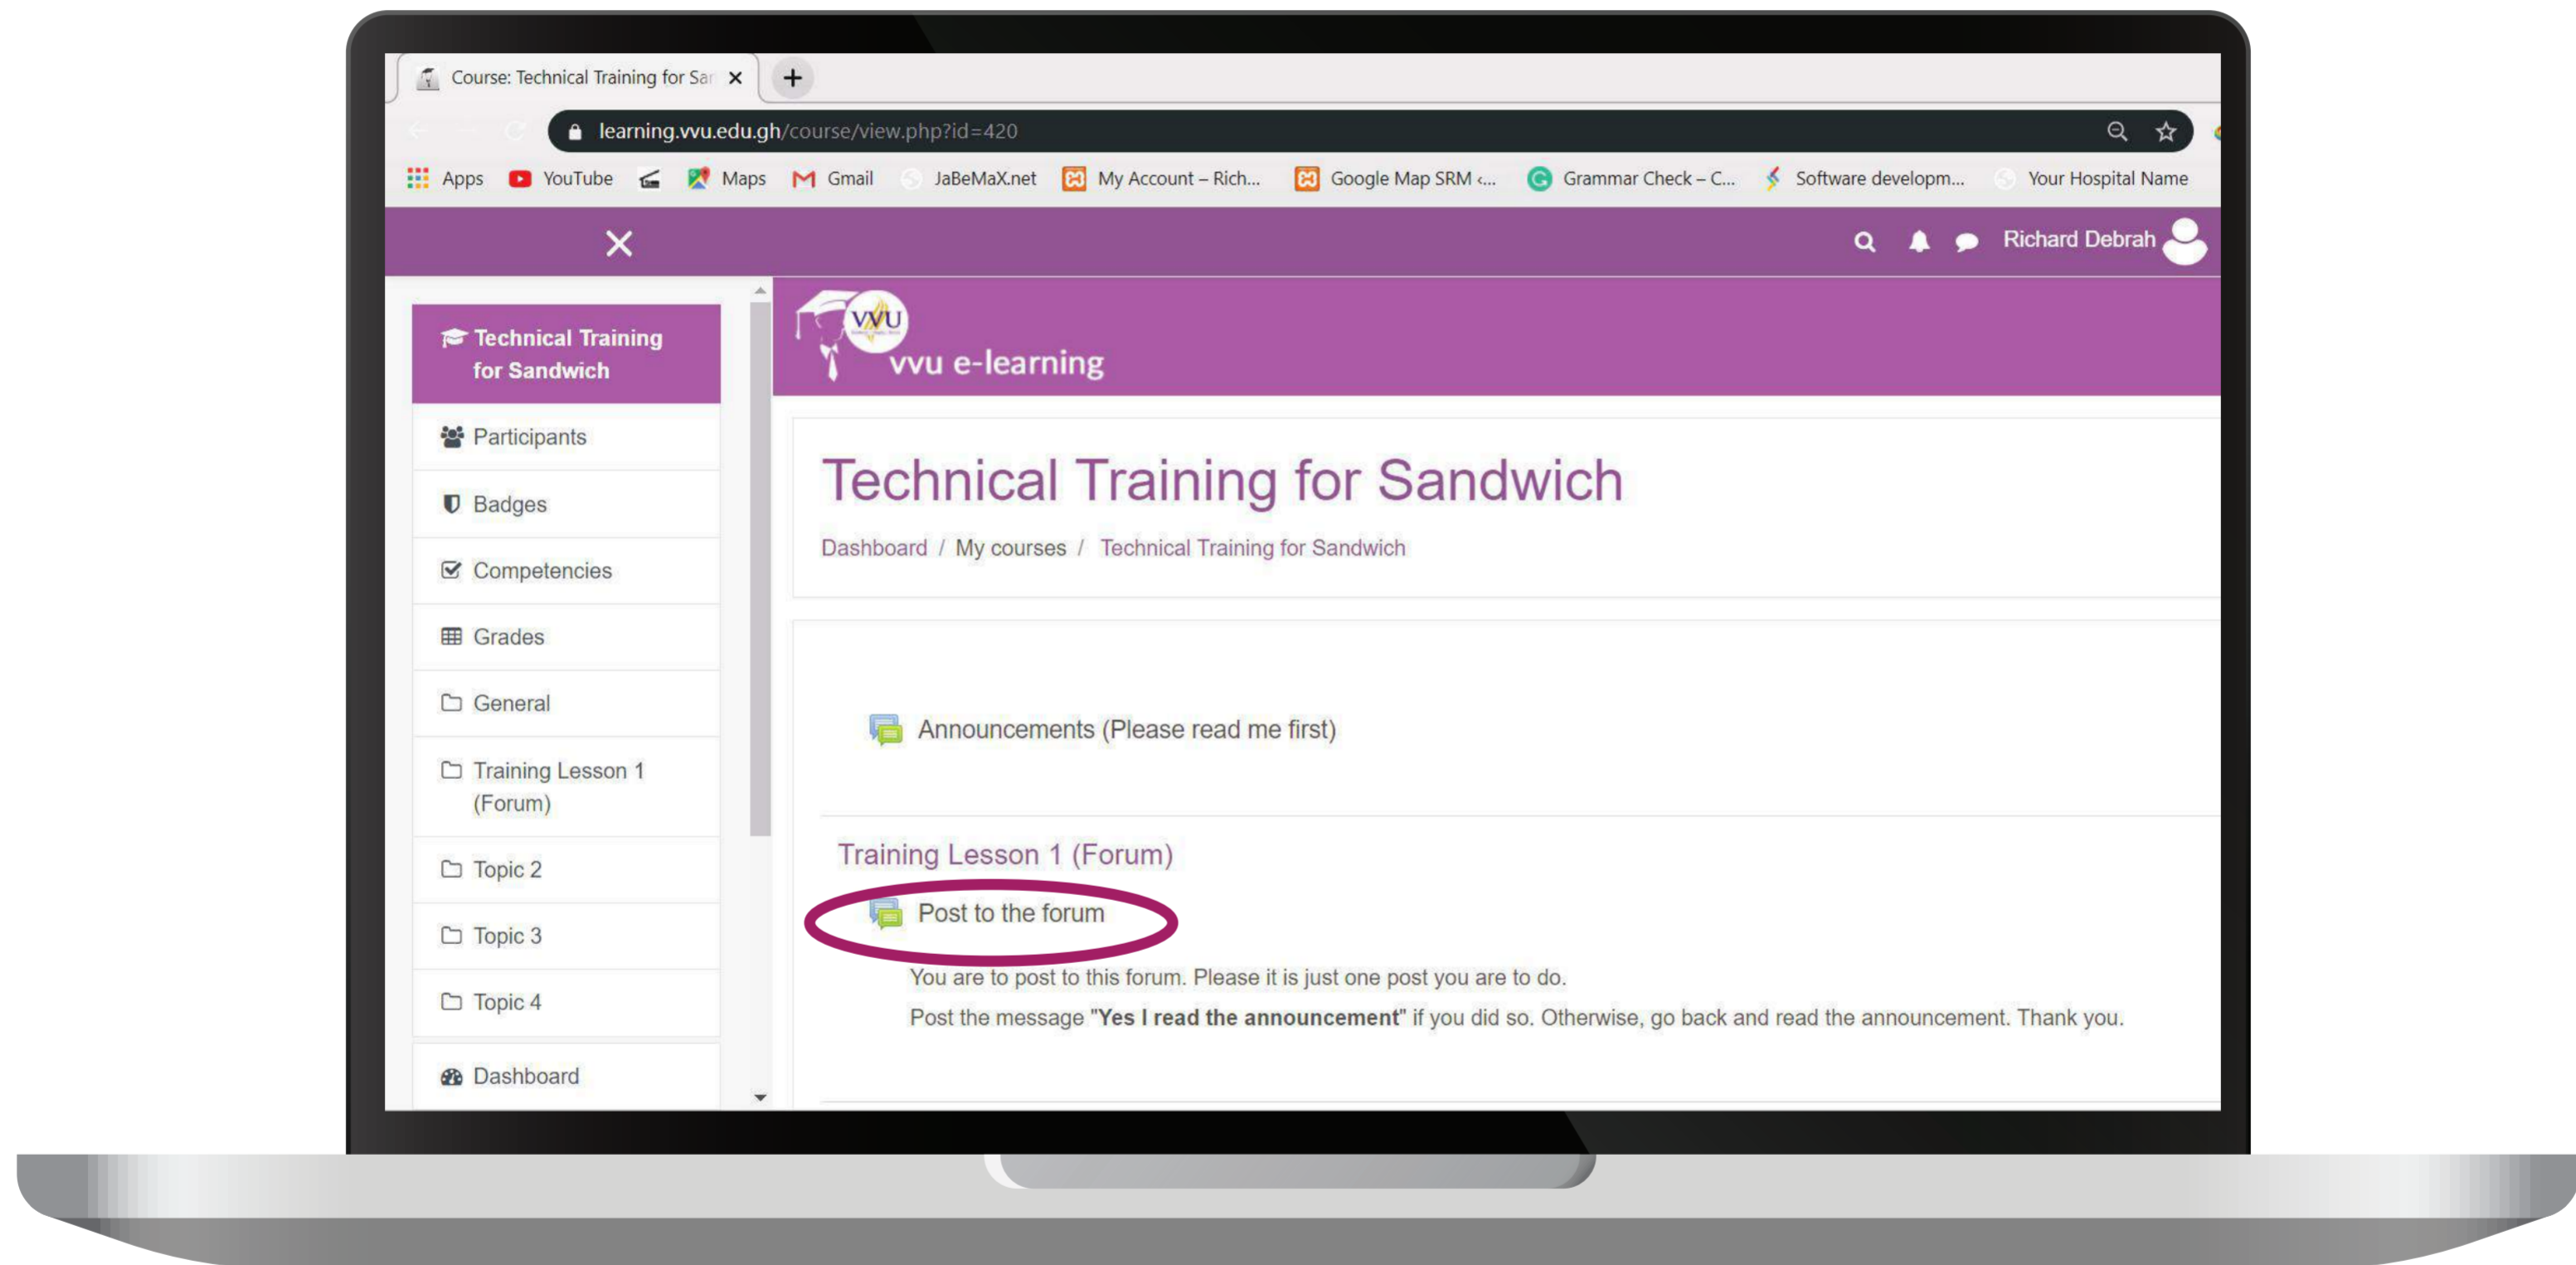 Course: Technical Training for Sar
learning.vvu.edu.gh/course/view.php?id=420
Apps YouTube Maps Gmail JaBeMaX.net My Account – Rich... Google Map SRM ‹... Grammar Check – C... Software developm... Your Hospital Name
Richard Debrah
Technical Training
for Sandwich
Participants
Badges
Competencies
Grades
General
Training Lesson 1
(Forum)
Topic 2
Topic 3
Topic 4
Dashboard
VVU
vvu e-learning
Technical Training for Sandwich
Dashboard / My courses / Technical Training for Sandwich
Announcements (Please read me first)
Training Lesson 1 (Forum)
Post to the forum
You are to post to this forum. Please it is just one post you are to do.
Post the message "Yes I read the announcement" if you did so. Otherwise, go back and read the announcement. Thank you.